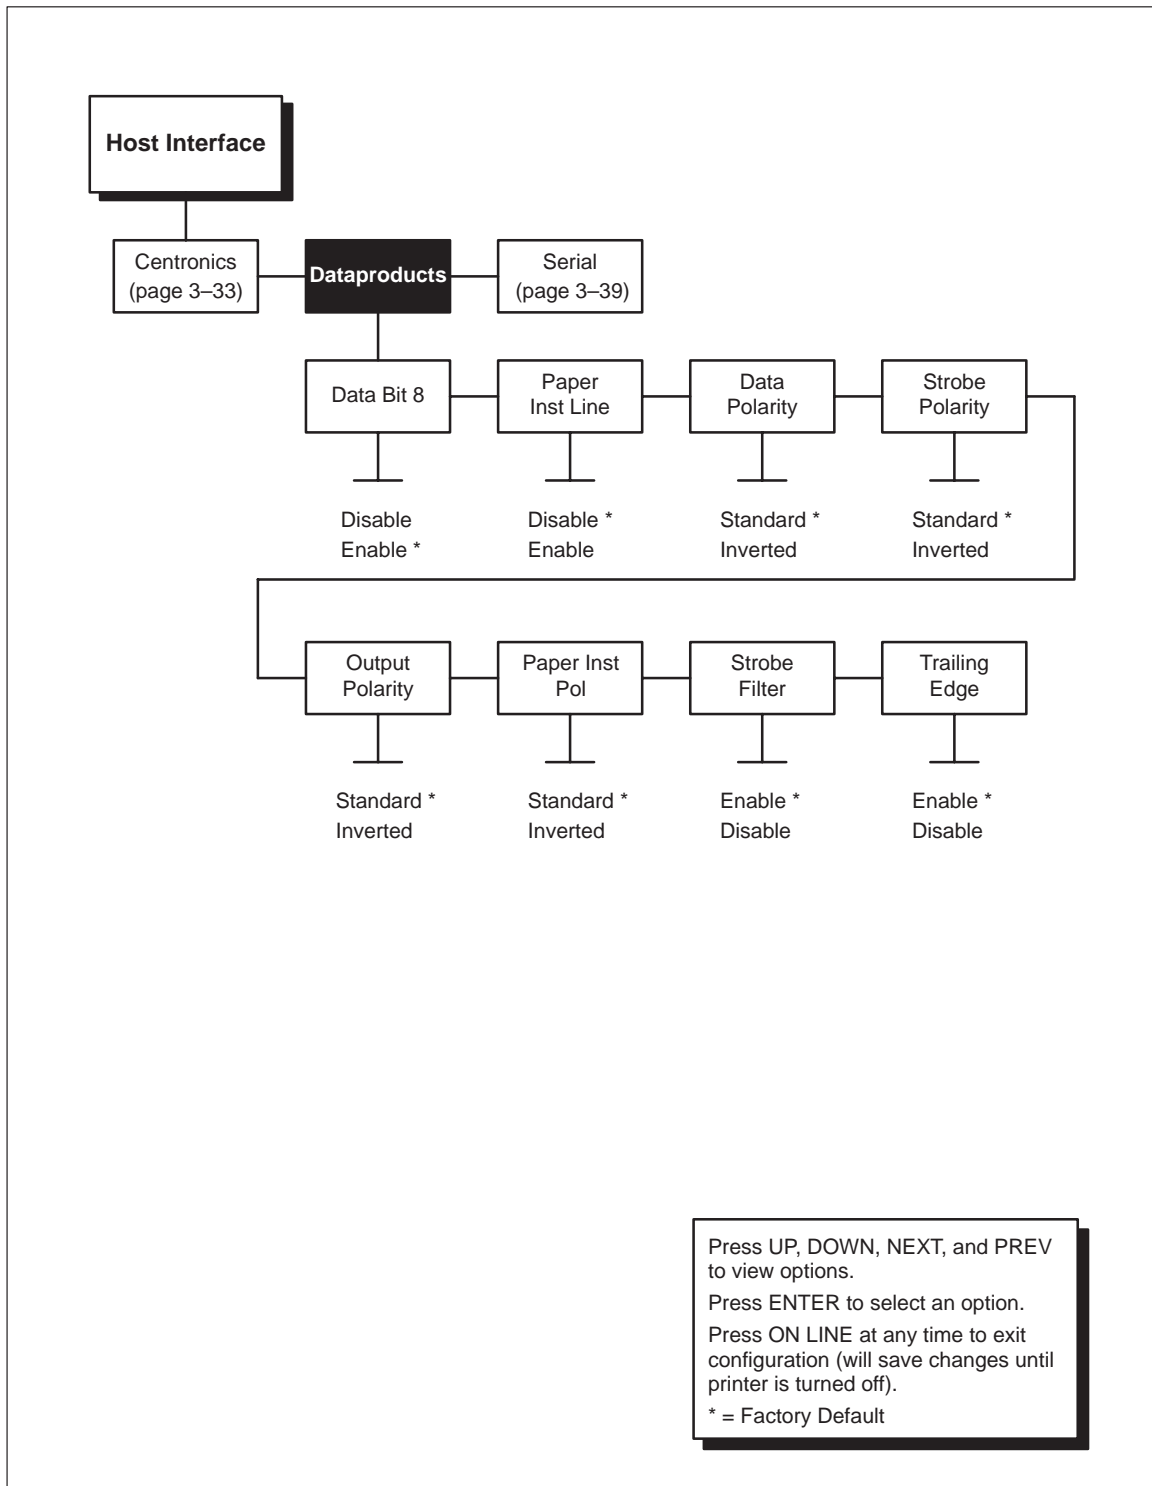 Host Interface
Centronics
(page 3–33)
Dataproducts
Serial
(page 3–39)
Data Bit 8
Paper
Inst Line
Data
Polarity
Strobe
Polarity
Disable
Enable *
Disable *
Enable
Standard *
Inverted
Standard *
Inverted
Output
Polarity
Paper Inst
Pol
Strobe
Filter
Trailing
Edge
Standard *
Inverted
Standard *
Inverted
Enable *
Disable
Enable *
Disable
Press UP, DOWN, NEXT, and PREV
to view options.
Press ENTER to select an option.
Press ON LINE at any time to exit
configuration (will save changes until
printer is turned off).
* = Factory Default